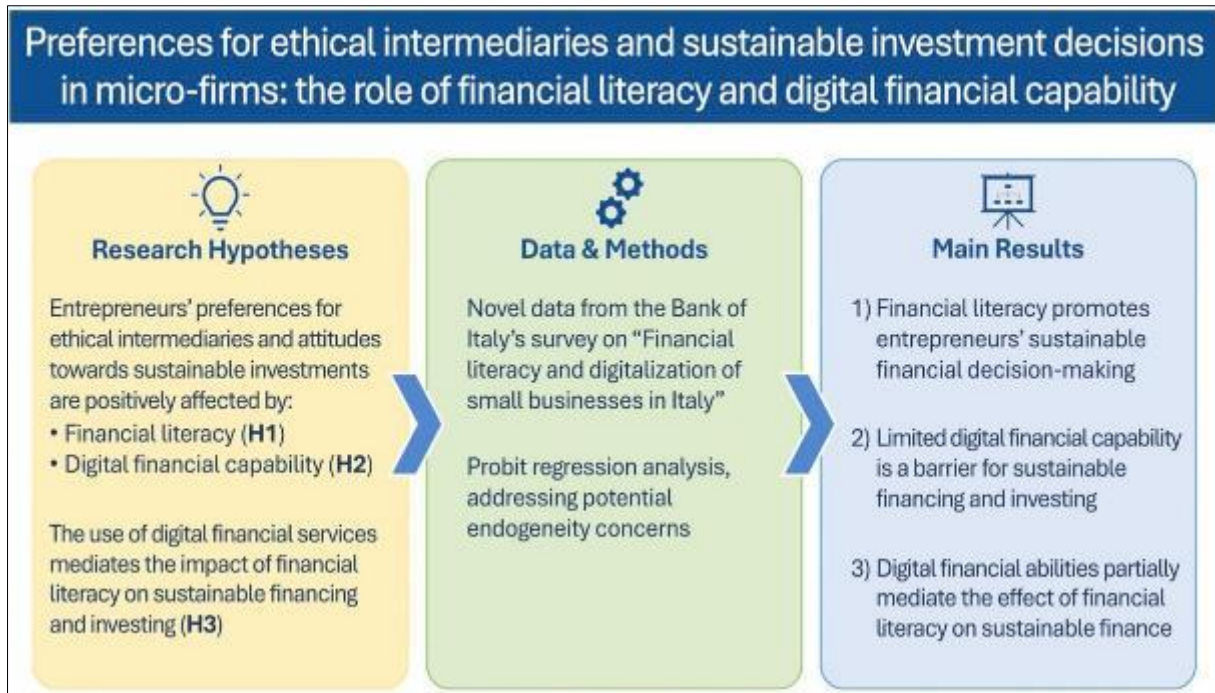 Preferences for ethical intermediaries and sustainable investment decisions
in micro-firms: the role of financial literacy and digital financial capability
Research Hypotheses
Entrepreneurs' preferences for
ethical intermediaries and attitudes
towards sustainable investments
are positively affected by:
• Financial literacy (H1)
• Digital financial capability (H2)
The use of digital financial services
mediates the impact of financial
literacy on sustainable financing
and investing (H3)
Data & Methods
Novel data from the Bank of
Italy's survey on "Financial
literacy and digitalization of
small businesses in Italy"
Probit regression analysis,
addressing potential
endogeneity concerns
Main Results
1) Financial literacy promotes
entrepreneurs' sustainable
financial decision-making
2) Limited digital financial capability
is a barrier for sustainable
financing and investing
3) Digital financial abilities partially
mediate the effect of financial
literacy on sustainable finance